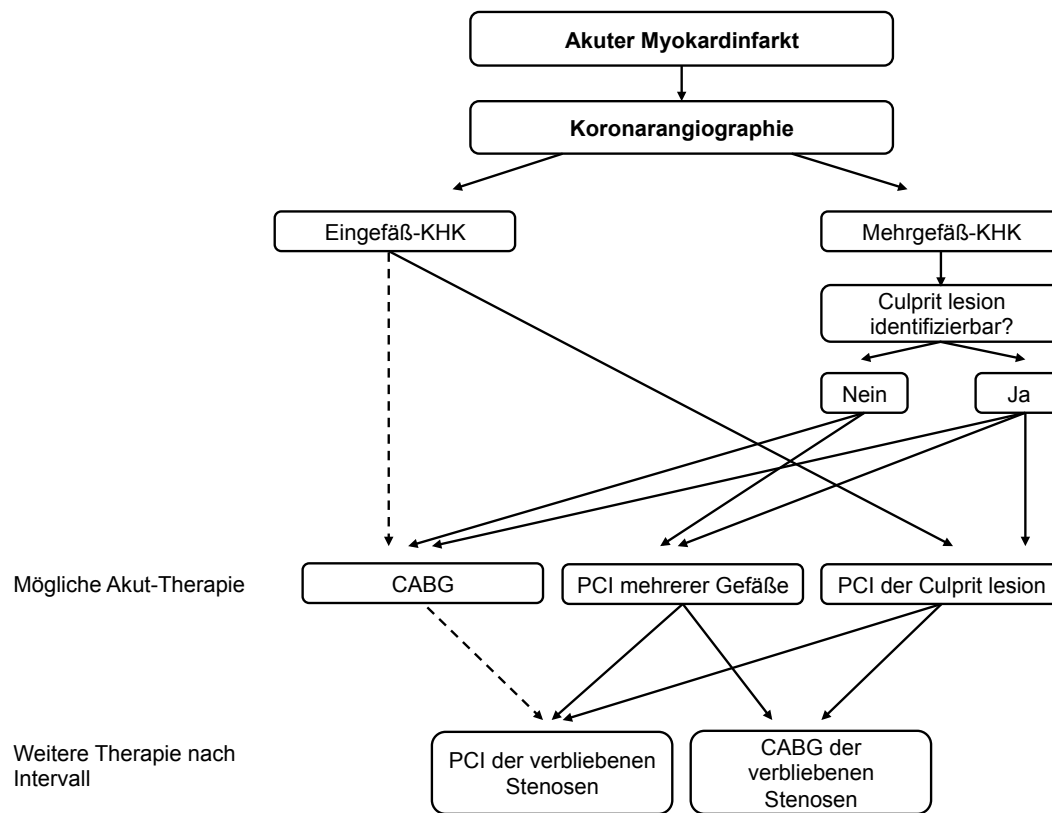 Akuter Myokardinfarkt
Koronarangiographie
Eingefäß-KHK
Mehrgefäß-KHK
Culprit lesion
identifizierbar?
Nein
Ja
Mögliche Akut-Therapie
CABG
PCI mehrerer Gefäße
PCI der Culprit lesion
Weitere Therapie nach
Intervall
PCI der verbliebenen
Stenosen
CABG der
verbliebenen
Stenosen